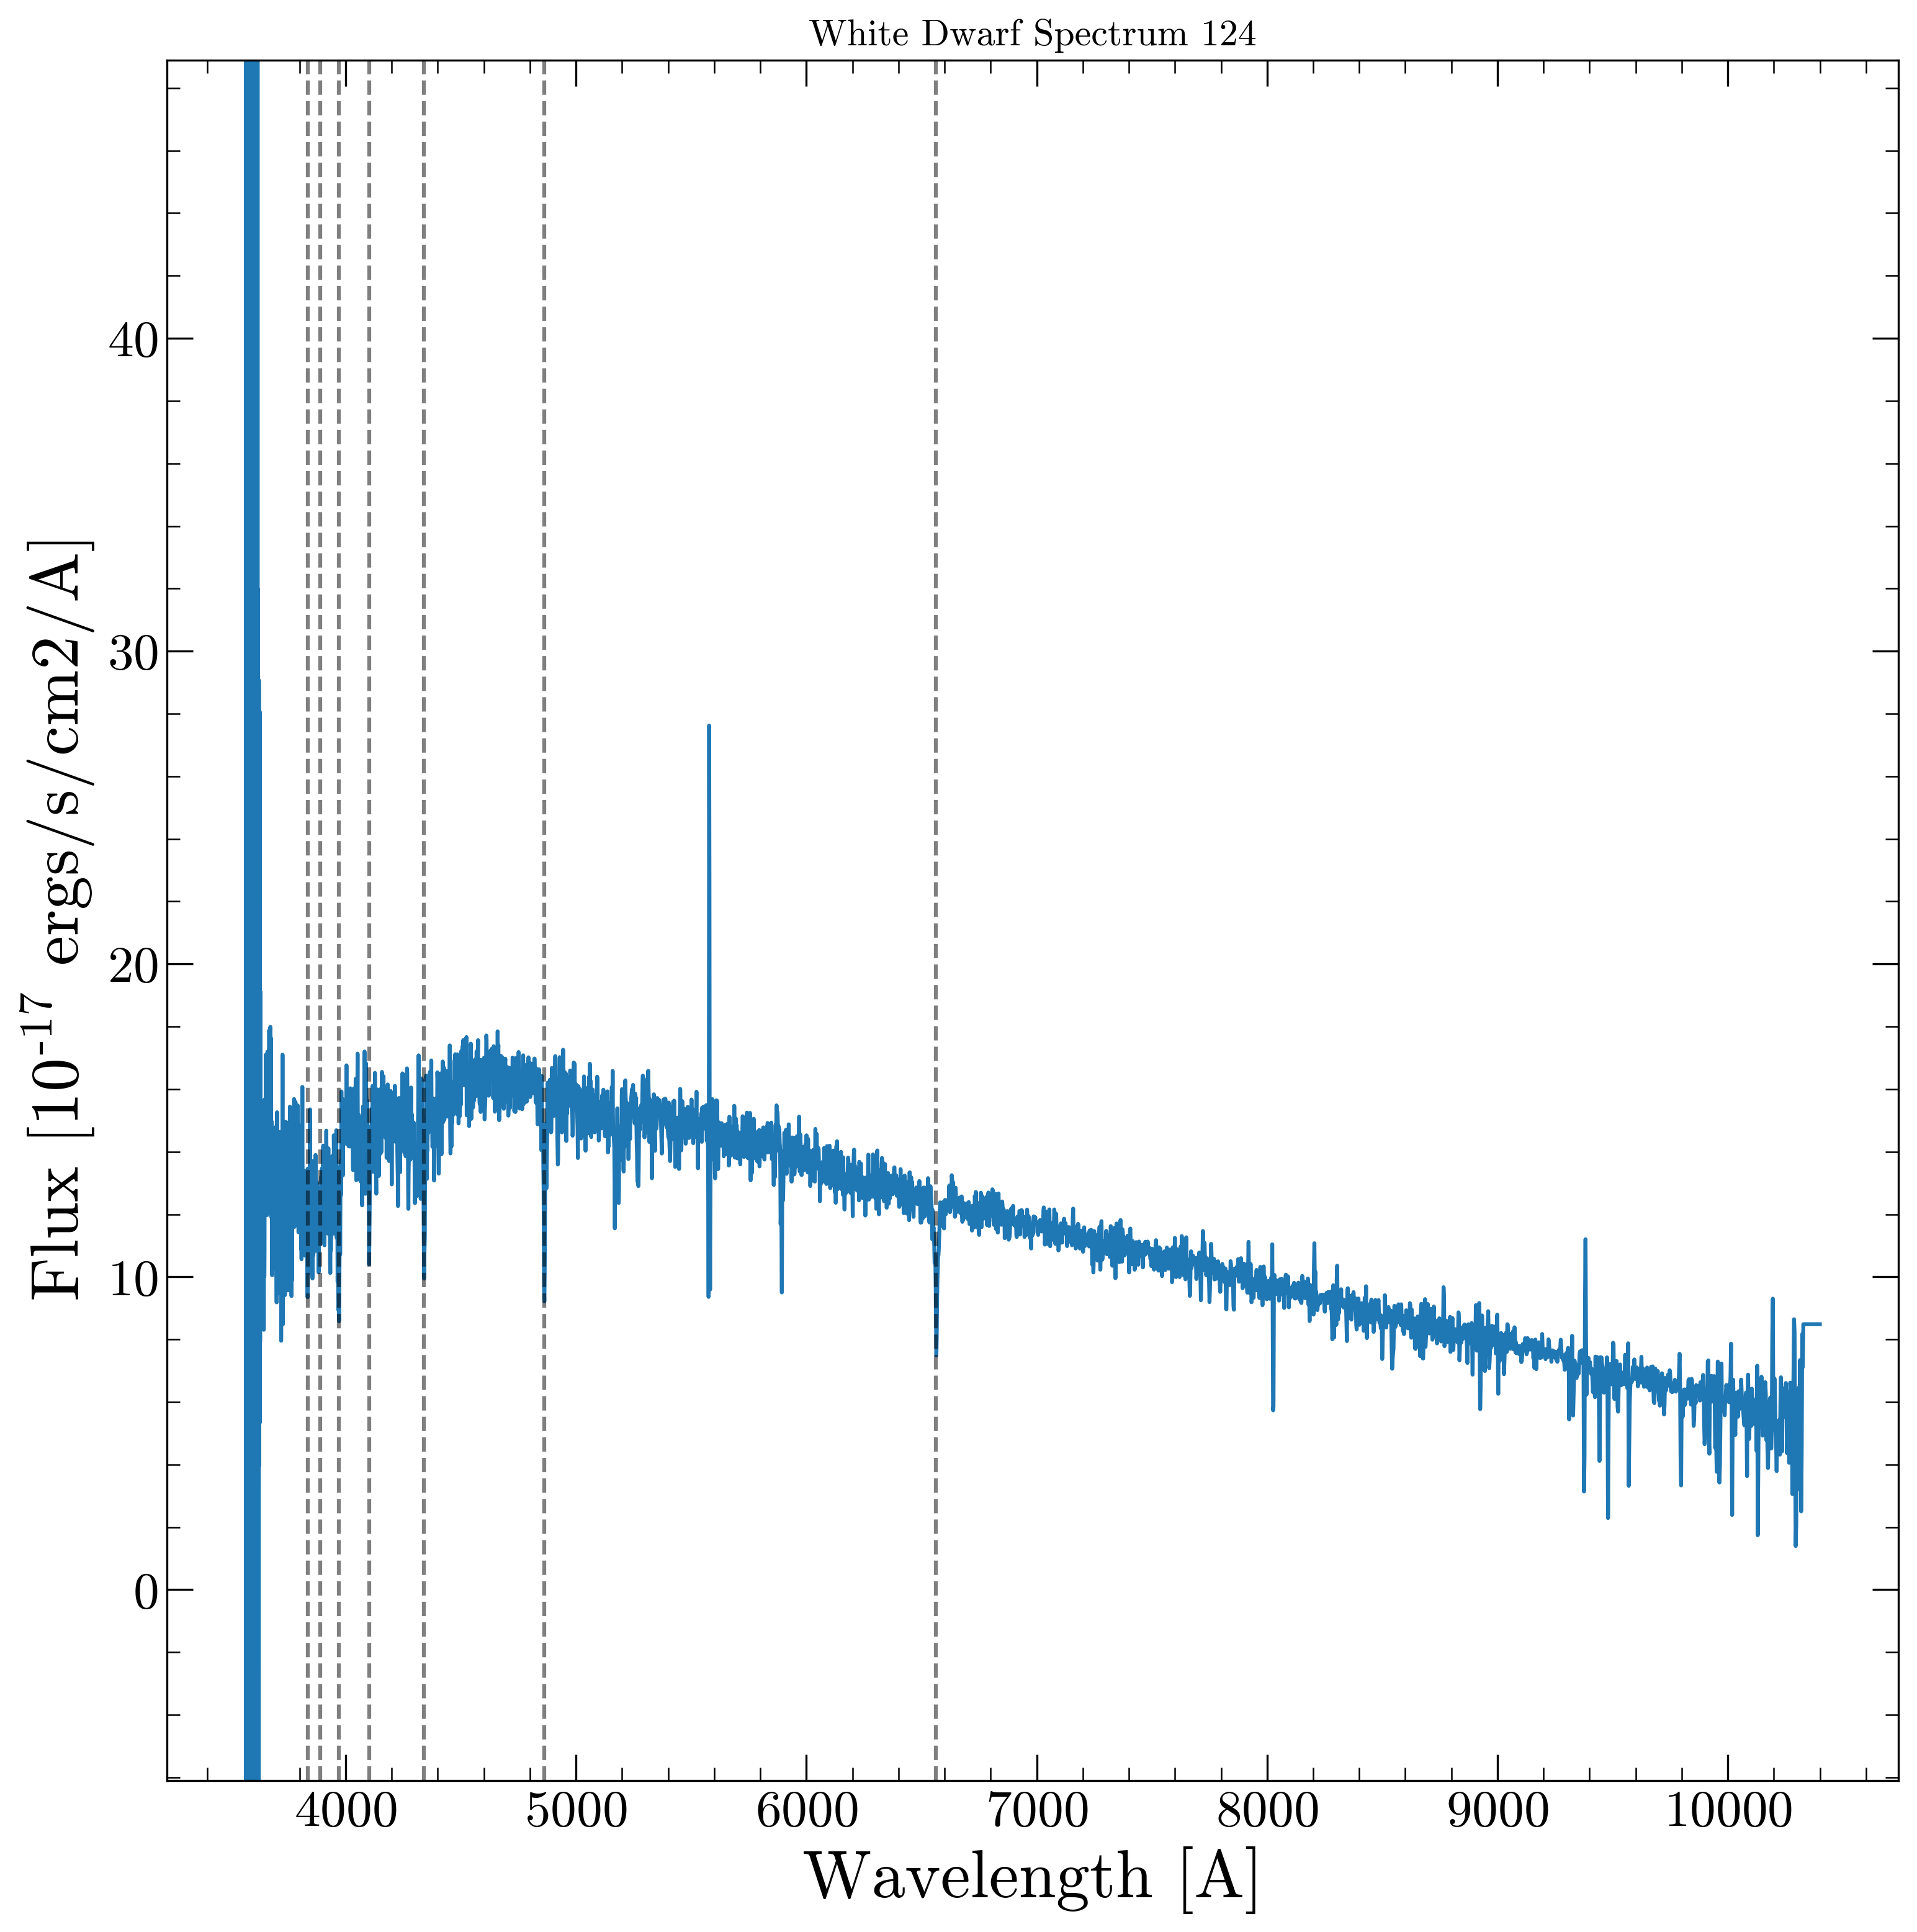 White Dwarf Spectrum 124
Flux [10⁻¹⁷ ergs/s/cm2/A]
40
30
20
10
0
4000 5000 6000 7000 8000 9000 10000
Wavelength [A]